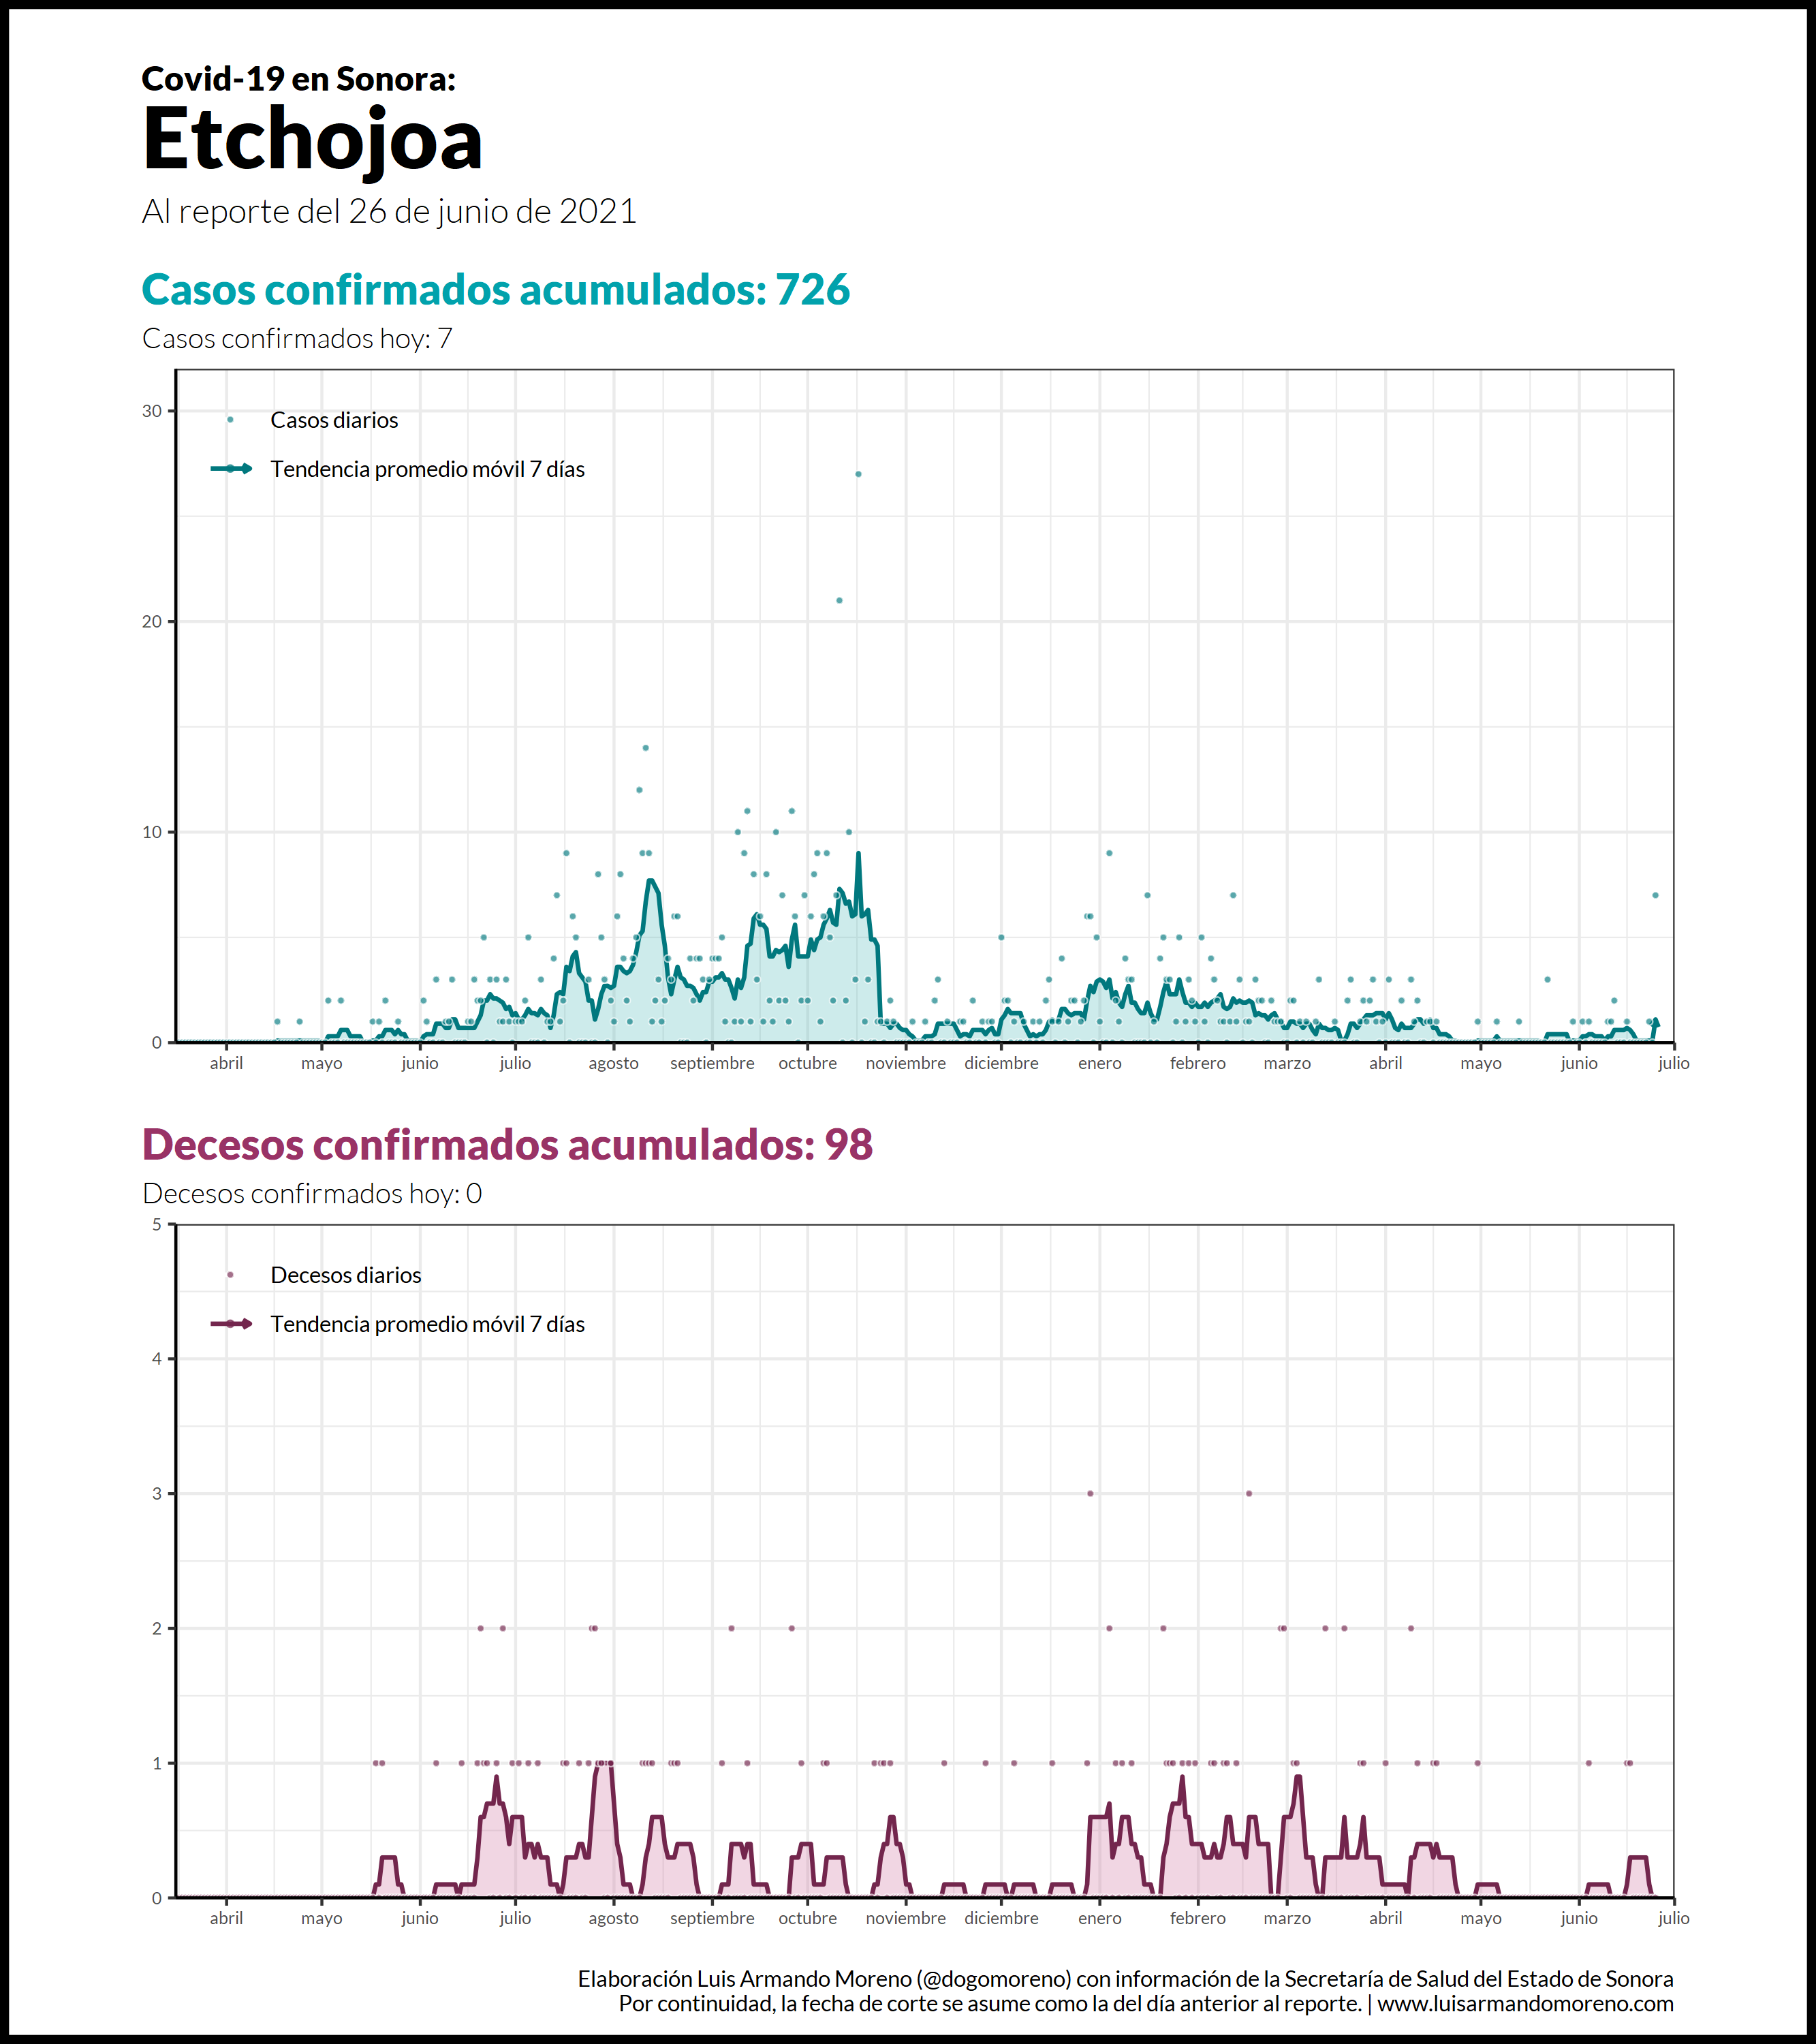 Covid-19 en Sonora:
Etchojoa
Al reporte del 26 de junio de 2021
Casos confirmados acumulados: 726
Casos confirmados hoy: 7
30
20
10
0
Casos diarios
Tendencia promedio móvil 7 días
abril mayo junio julio agosto septiembre octubre noviembre diciembre enero febrero marzo abril mayo junio julio
Decesos confirmados acumulados: 98
Decesos confirmados hoy: 0
5
4
3
2
1
0
Decesos diarios
Tendencia promedio móvil 7 días
abril mayo junio julio agosto septiembre octubre noviembre diciembre enero febrero marzo abril mayo junio julio
Elaboración Luis Armando Moreno (@dogomoreno) con información de la Secretaría de Salud del Estado de Sonora
Por continuidad, la fecha de corte se asume como la del día anterior al reporte. | www.luisarmandomoreno.com